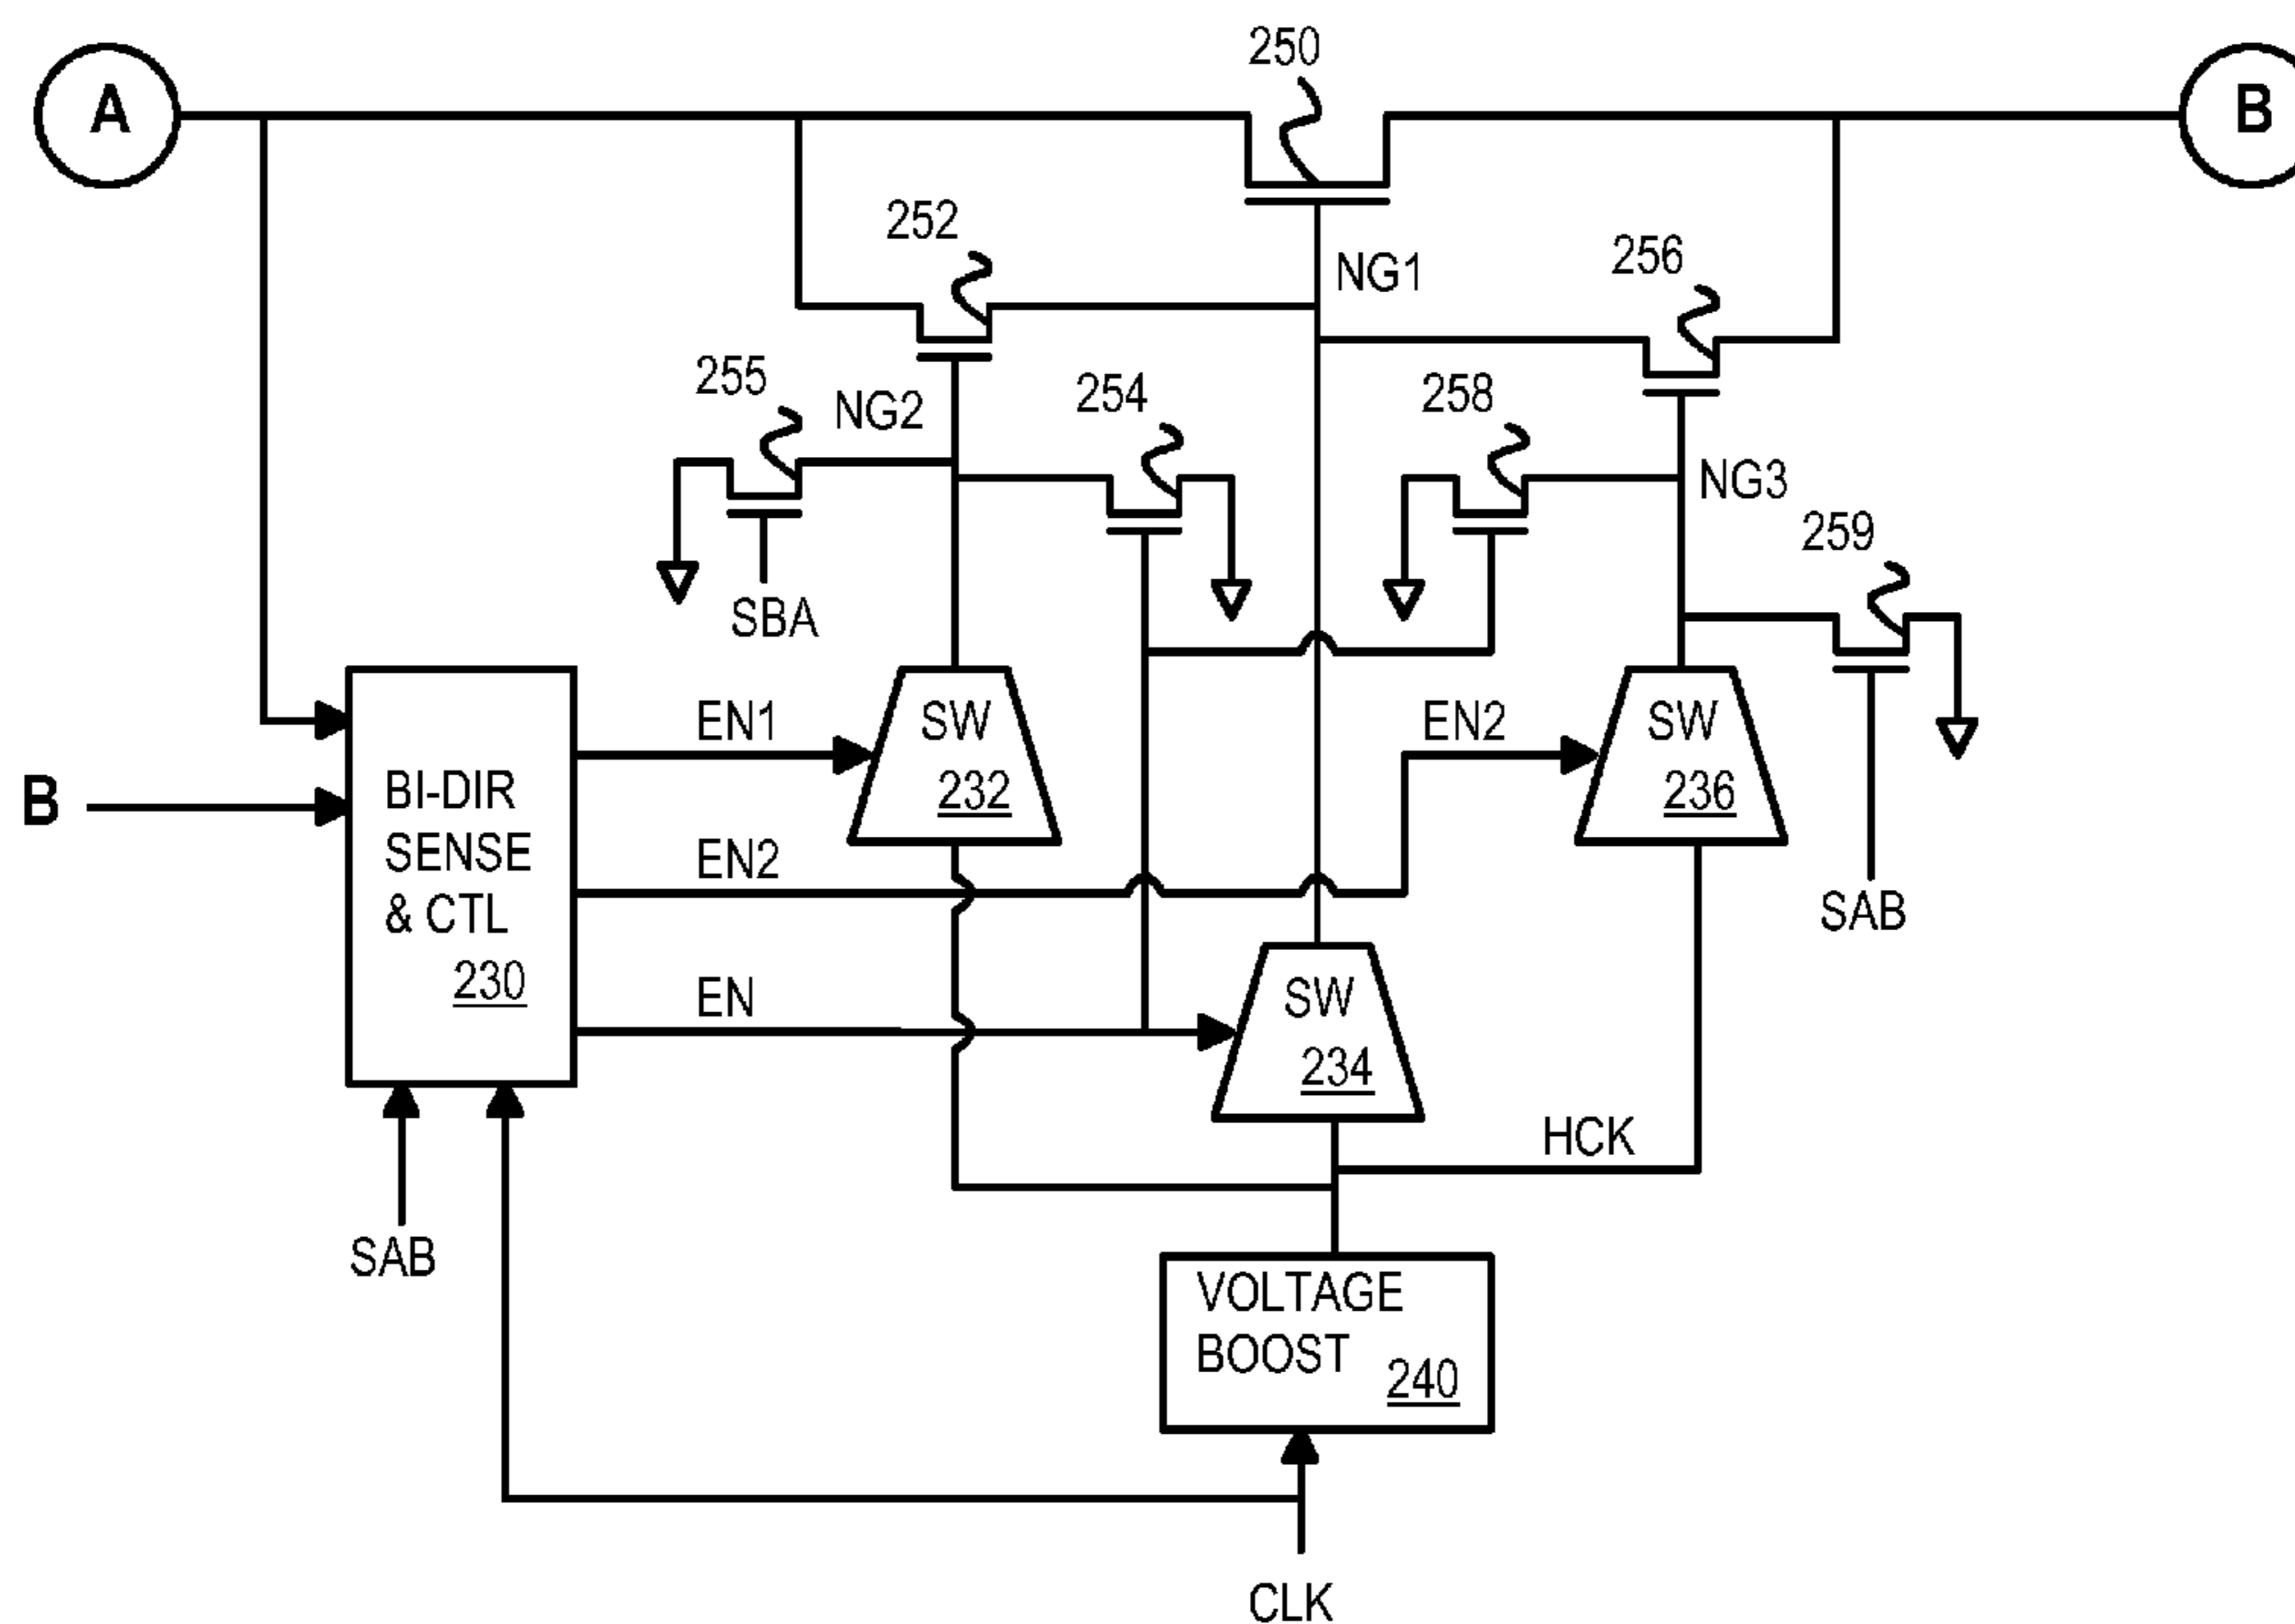 250
A
B
252
NG1
256
255
NG2
254
258
NG3
259
SBA
EN1
SW
232
EN2
SW
236
B
BI-DIR
SENSE
& CTL
230
EN2
SAB
EN
SW
234
HCK
SAB
VOLTAGE
BOOST
240
CLK